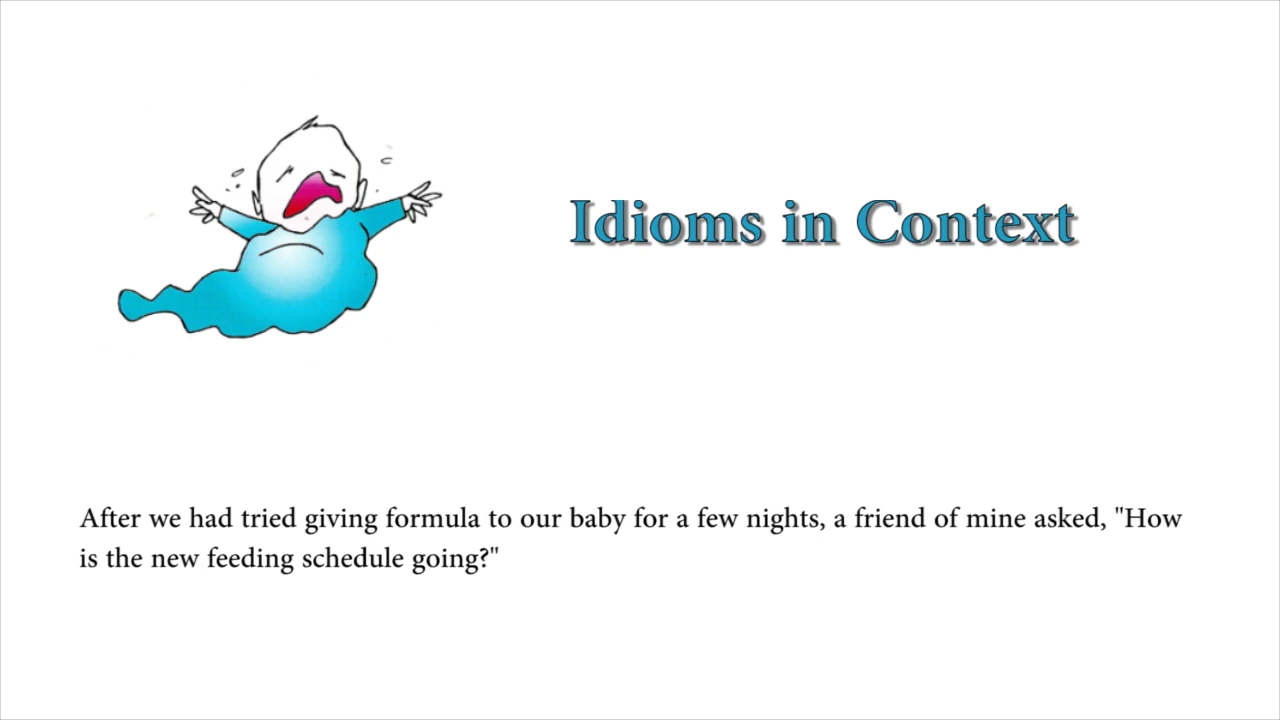 Idioms in Context
After we had tried giving formula to our baby for a few nights, a friend of mine asked, "How
is the new feeding schedule going?"